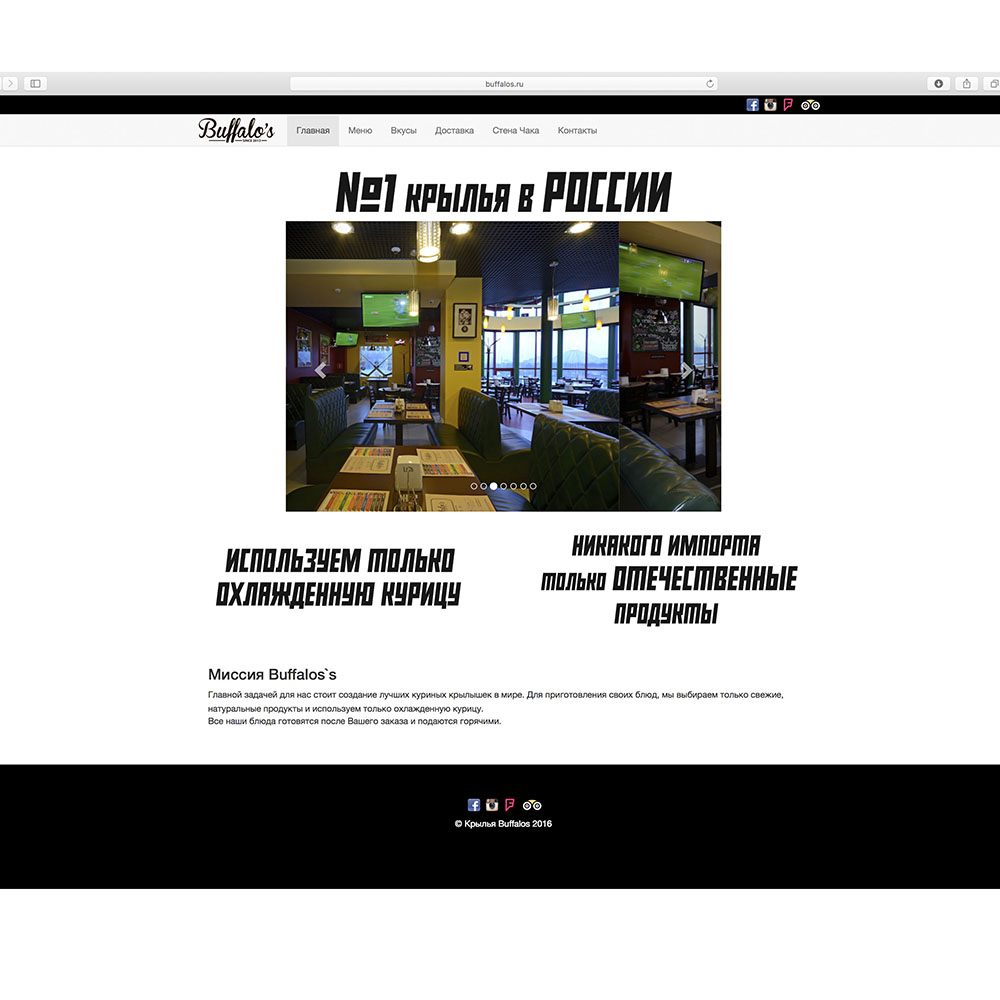 buffalos.ru
Buffalo's
SINCE 2013
Главная Меню Вкусы Доставка Стена Чака Контакты
№1 КРЫЛЬЯ В РОССИИ
ИСПОЛЬЗУЕМ ТОЛЬКО
ОХЛАЖДЕННУЮ КУРИЦУ
НИКАКОГО ИМПОРТА
ТОЛЬКО ОТЕЧЕСТВЕННЫЕ
ПРОДУКТЫ
Миссия Buffalos`s
Главной задачей для нас стоит создание лучших куриных крылышек в мире. Для приготовления своих блюд, мы выбираем только свежие,
натуральные продукты и используем только охлажденную курицу.
Все наши блюда готовятся после Вашего заказа и подаются горячими.
© Крылья Buffalos 2016